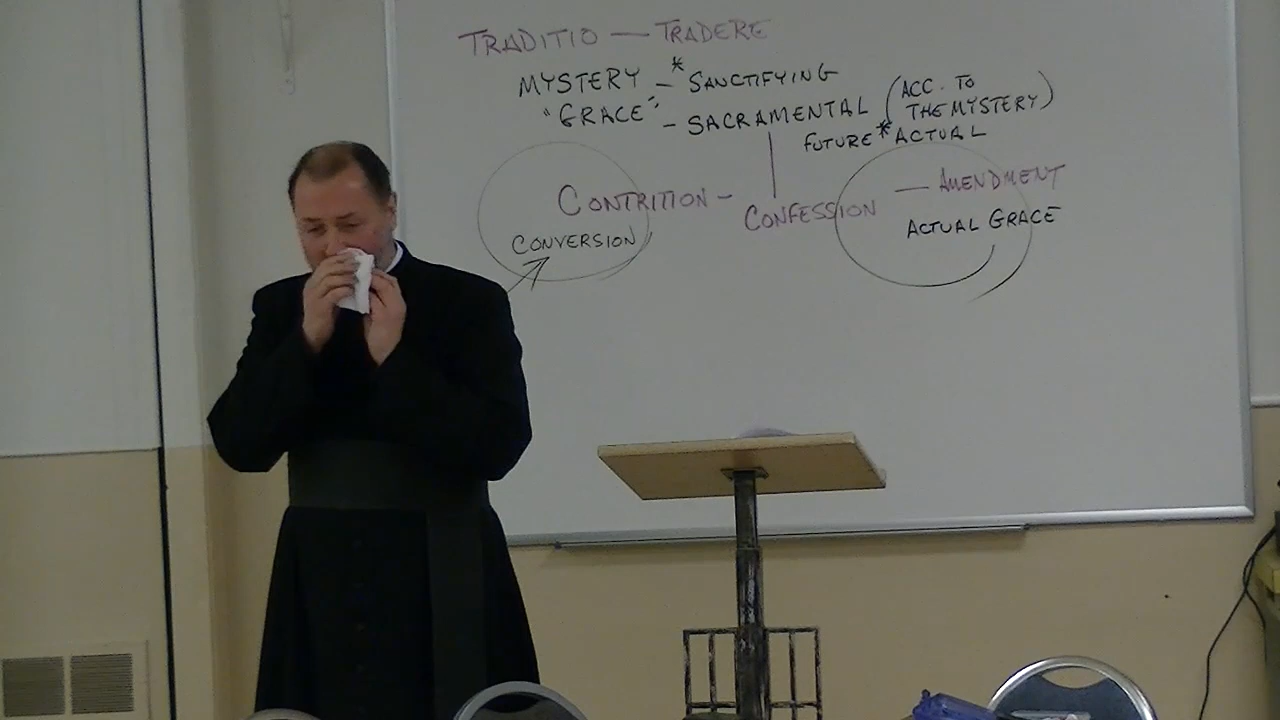 TRADITIO — TRADERE
MYSTERY - * SANCTIFYING
"GRACE" - SACRAMENTAL (ACC. TO THE MYSTERY)
FUTURE * ACTUAL
CONTRITION - CONFESSION — AMENDMENT
CONVERSION ACTUAL GRACE